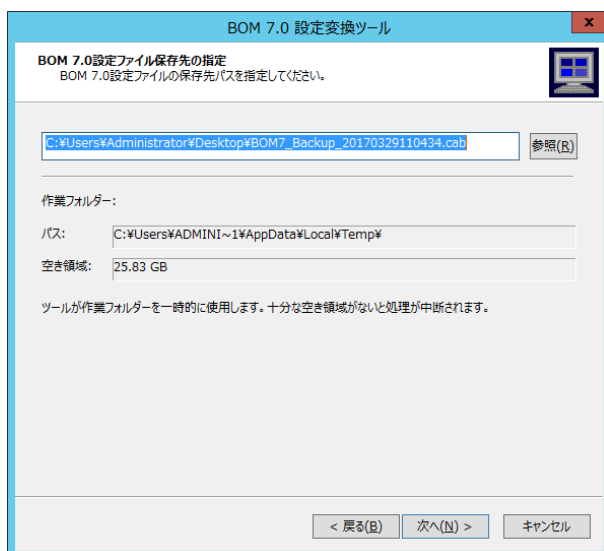 BOM 7.0 設定変換ツール
x
BOM 7.0設定ファイル保存先の指定
BOM 7.0設定ファイルの保存先パスを指定してください。
C:¥Users¥Administrator¥Desktop¥BOM7_Backup_20170329110434.cab
参照(R)
作業フォルダー:
パス: C:¥Users¥ADMINI~1¥AppData¥Local¥Temp¥
空き領域: 25.83 GB
ツールが作業フォルダーを一時的に使用します。十分な空き領域がないと処理が中断されます。
< 戻る(B) 次へ(N) > キャンセル